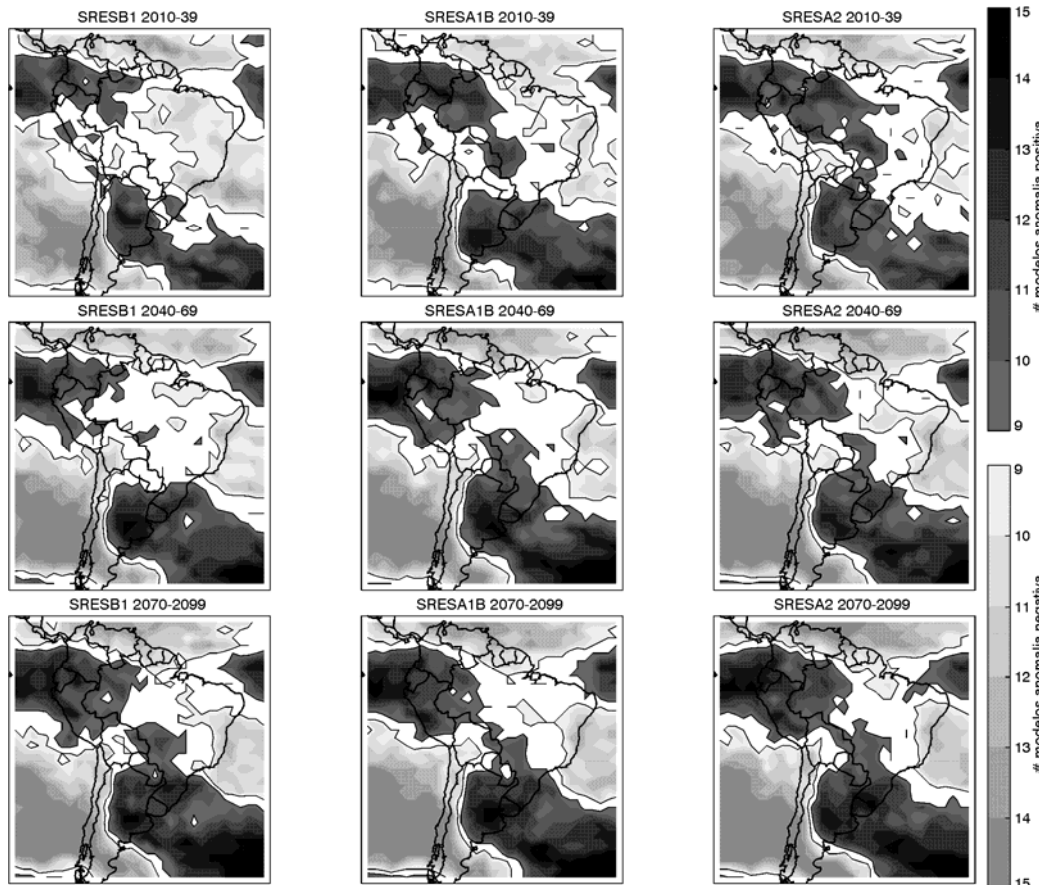 SRESB1 2010-39
SRESA1B 2010-39
SRESA2 2010-39
SRESB1 2040-69
SRESA1B 2040-69
SRESA2 2040-69
SRESB1 2070-2099
SRESA1B 2070-2099
SRESA2 2070-2099
15
14
13
12
11
10
9
# modelos anomalia positiva
9
10
11
12
13
14
15
# modelos anomalia negativa